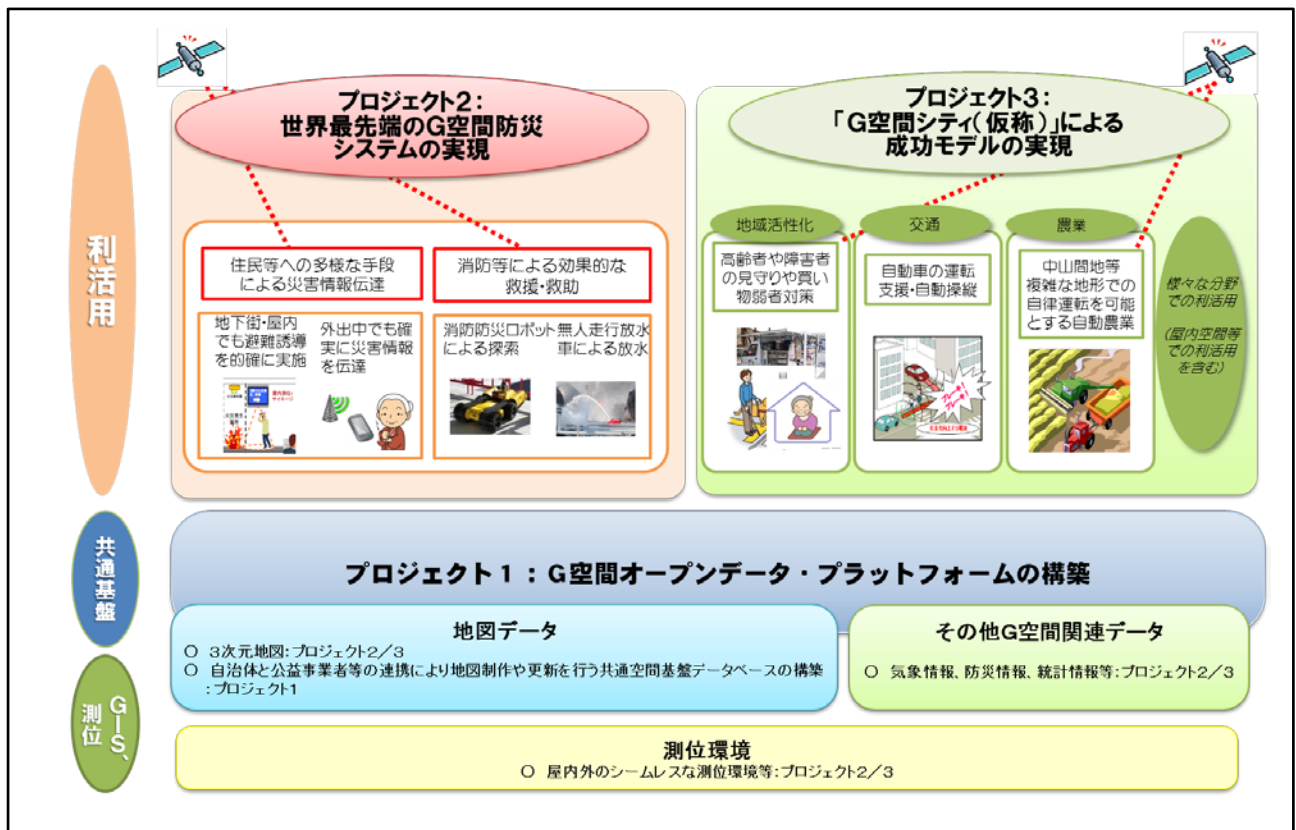 利活用
プロジェクト2:
世界最先端のG空間防災
システムの実現
住民等への多様な手段
による災害情報伝達
消防等による効果的な
救援・救助
地下街・屋内
でも避難誘導
を的確に実施
外出中でも確
実に災害情報
を伝達
消防防災ロボット
による探索
無人走行放水
車による放水
プロジェクト3:
「G空間シティ(仮称)」による
成功モデルの実現
地域活性化
高齢者や障害者
の見守りや買い
物弱者対策
交通
自動車の運転
支援・自動操縦
ブレーキ!
ブレーキ!
農業
中山間地等
複雑な地形での
自律運転を可能
とする自動農業
様々な分野
での利活用
(屋内空間等
での利活用
を含む)
共通基盤
プロジェクト1:G空間オープンデータ・プラットフォームの構築
地図データ
○ 3次元地図:プロジェクト2/3
○ 自治体と公益事業者等の連携により地図制作や更新を行う共通空間基盤データベースの構築
:プロジェクト1
その他G空間関連データ
○ 気象情報、防災情報、統計情報等:プロジェクト2/3
GIS、
測位
測位環境
○ 屋内外のシームレスな測位環境等:プロジェクト2/3